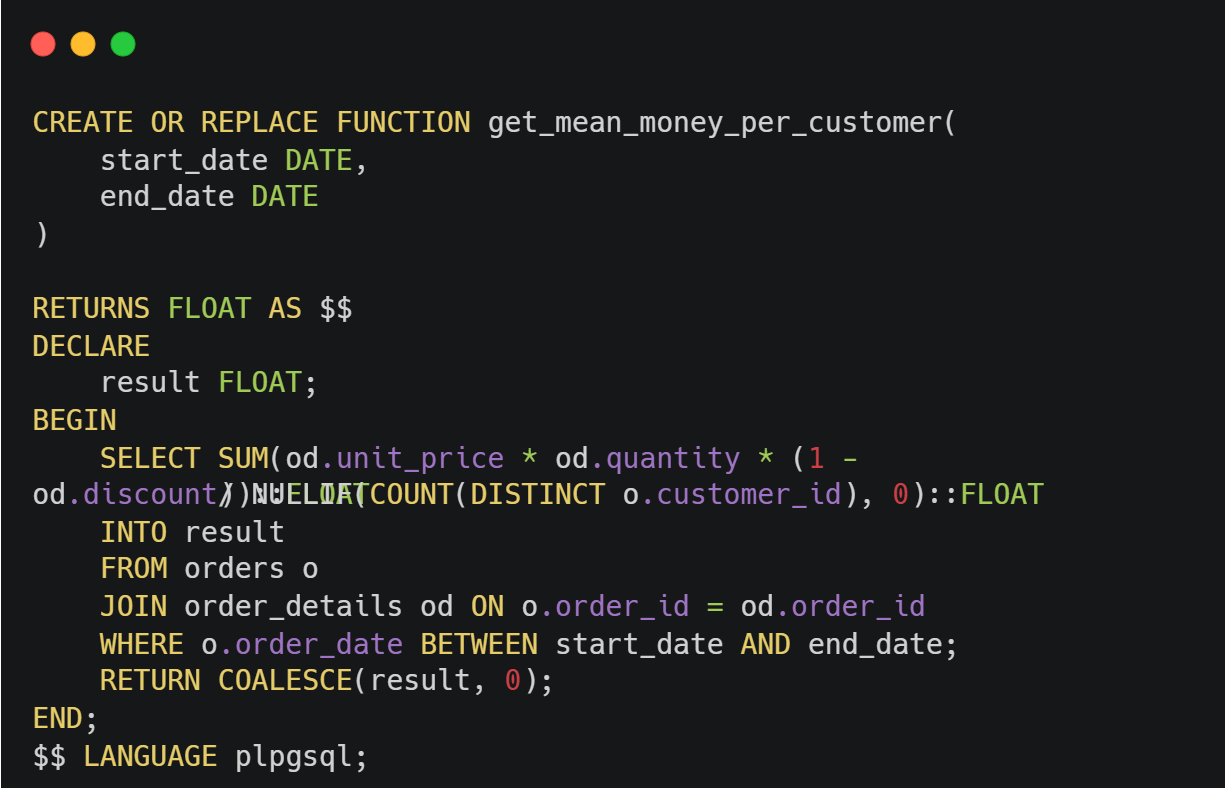 CREATE OR REPLACE FUNCTION get_mean_money_per_customer(
    start_date DATE,
    end_date DATE
)

RETURNS FLOAT AS $$
DECLARE
    result FLOAT;
BEGIN
    SELECT SUM(od.unit_price * od.quantity * (1 -
od.discount))::FLOAT / NULLIF(COUNT(DISTINCT o.customer_id), 0)::FLOAT
    INTO result
    FROM orders o
    JOIN order_details od ON o.order_id = od.order_id
    WHERE o.order_date BETWEEN start_date AND end_date;
    RETURN COALESCE(result, 0);
END;
$$ LANGUAGE plpgsql;